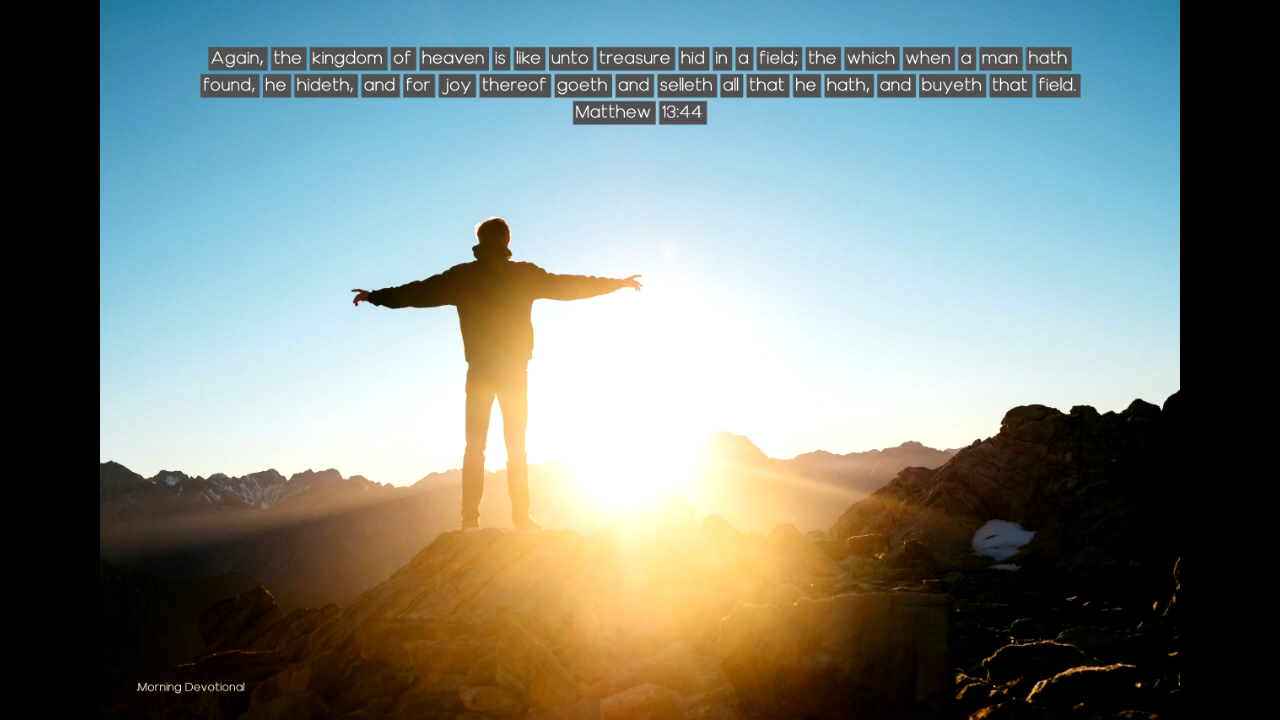 Again, the kingdom of heaven is like unto treasure hid in a field; the which when a man hath
found, he hideth, and for joy thereof goeth and selleth all that he hath, and buyeth that field.
Matthew 13:44
Morning Devotional